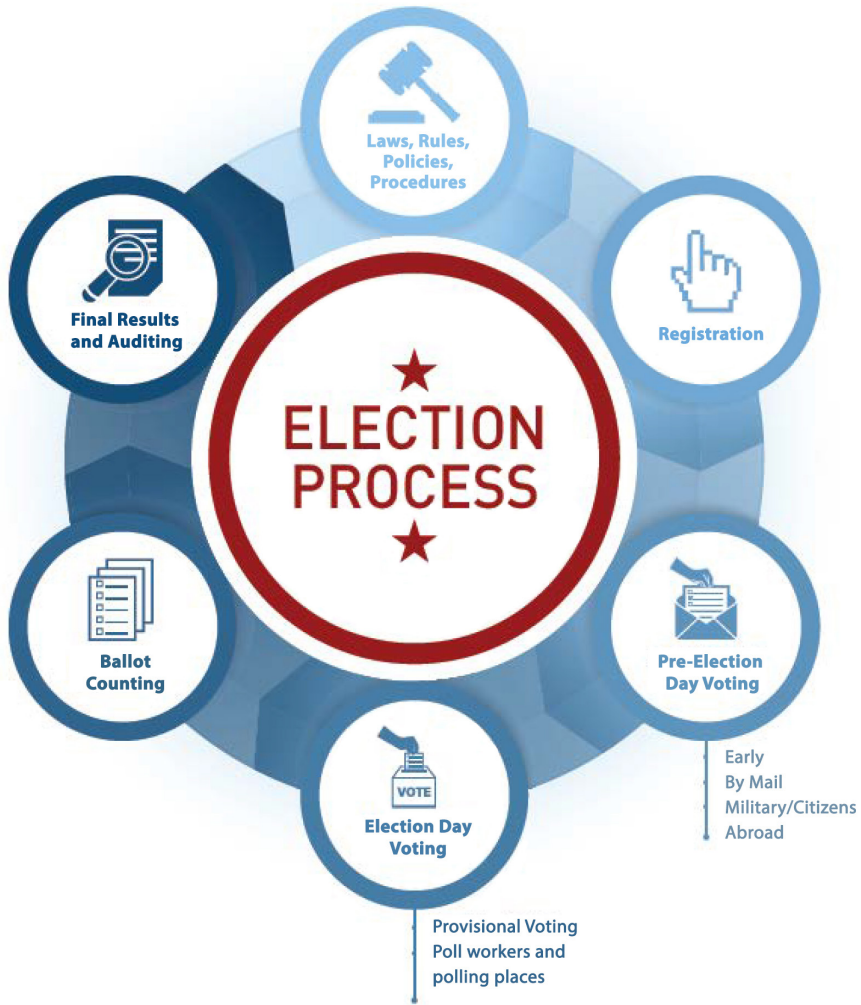 Laws, Rules,
Policies,
Procedures
Registration
Pre-Election
Day Voting
Early
By Mail
Military/Citizens
Abroad
Election Day
Voting
VOTE
Provisional Voting
Poll workers and
polling places
Ballot
Counting
Final Results
and Auditing
ELECTION
PROCESS